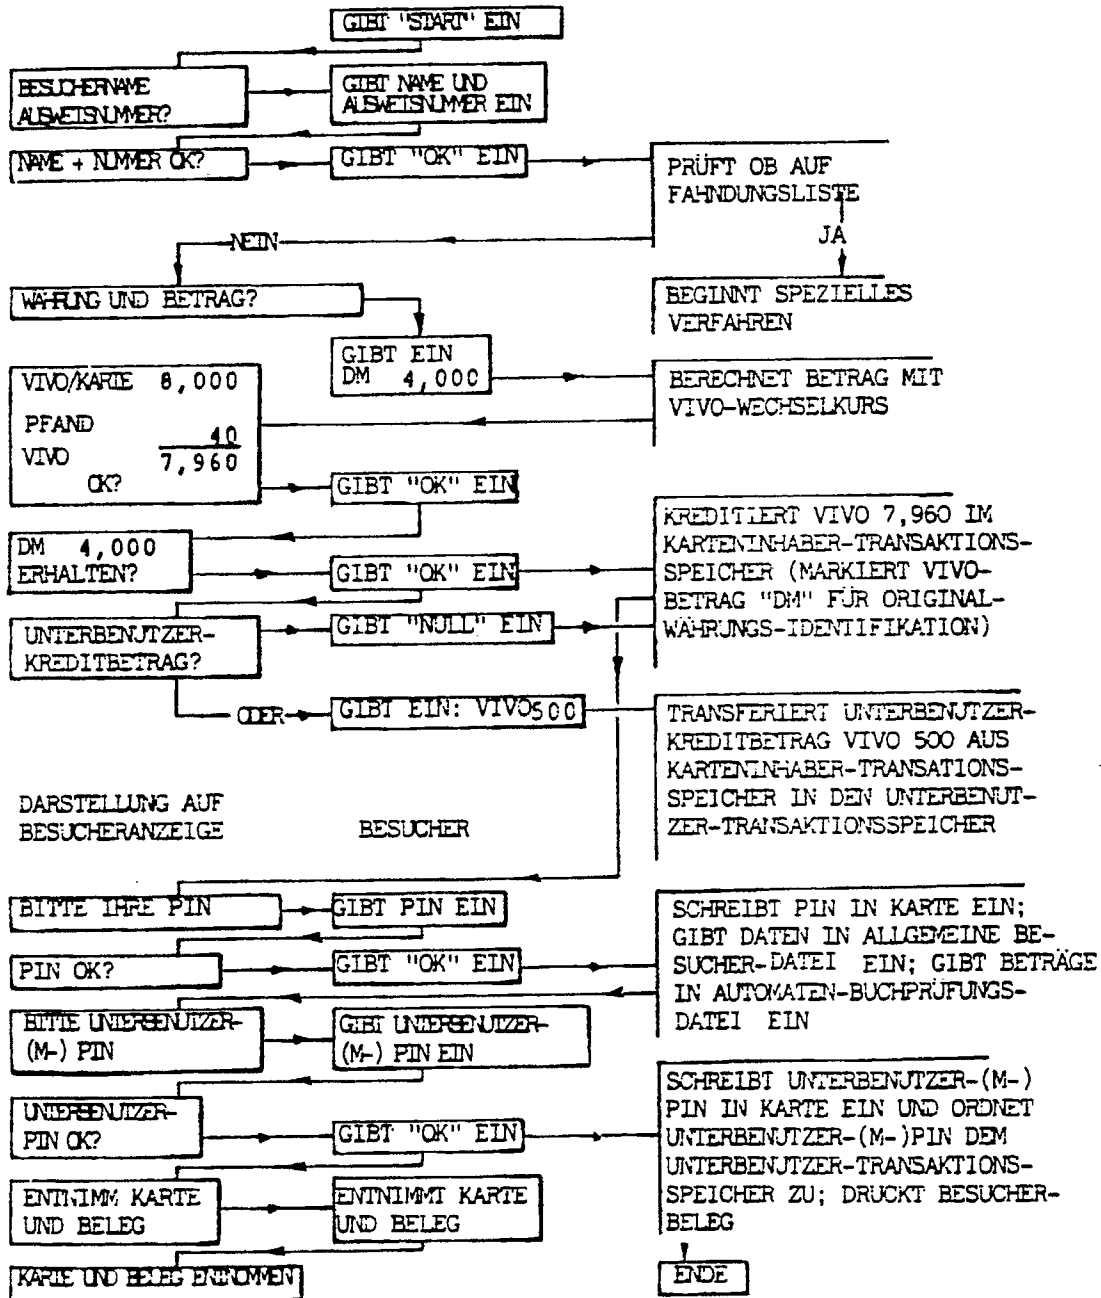 GIBT "START" EIN
BESUCHERNAME
AUSWEISNUMMER?
GIBT NAME UND
AUSWEISNUMMER EIN
NAME + NUMMER OK?
GIBT "OK" EIN
PRÜFT OB AUF
FAHNDUNGSLISTE
NEIN
JA
WÄHRUNG UND BETRAG?
BEGINNT SPEZIELLES
VERFAHREN
GIBT EIN
DM 4,000
VIVO/KARTE 8,000
PFAND 40
VIVO 7,960
OK?
BERECHNET BETRAG MIT
VIVO-WECHSELKURS
GIBT "OK" EIN
DM 4,000
ERHALTEN?
GIBT "OK" EIN
KREDITIERT VIVO 7,960 IM
KARTENINHABER-TRANSAKTIONS-
SPEICHER (MARKIERT VIVO-
BETRAG "DM" FÜR ORIGINAL-
WÄHRUNGS-IDENTIFIKATION)
UNTERBENUTZER-
KREDITBETRAG?
GIBT "NULL" EIN
ODER
GIBT EIN: VIVO500
TRANSFERIERT UNTERBENUTZER-
KREDITBETRAG VIVO 500 AUS
KARTENINHABER-TRANSATIONS-
SPEICHER IN DEN UNTERBENUT-
ZER-TRANSAKTIONSSPEICHER
DARSTELLUNG AUF
BESUCHERANZEIGE
BESUCHER
BITTE IHRE PIN
GIBT PIN EIN
PIN OK?
GIBT "OK" EIN
SCHREIBT PIN IN KARTE EIN;
GIBT DATEN IN ALLGEMEINE BE-
SUCHER-DATEI EIN; GIBT BETRÄGE
IN AUTOMATEN-BUCHPRÜFUNGS-
DATEI EIN
BITTE UNTERBENUTZER-
(M-) PIN
GIBT UNTERBENUTZER-
(M-) PIN EIN
UNTERBENUTZER-
PIN OK?
GIBT "OK" EIN
SCHREIBT UNTERBENUTZER-(M-)
PIN IN KARTE EIN UND ORDNET
UNTERBENUTZER-(M-)PIN DEM
UNTERBENUTZER-TRANSAKTIONS-
SPEICHER ZU; DRUCKT BESUCHER-
BELEG
ENTNIMM KARTE
UND BELEG
ENTNIMMT KARTE
UND BELEG
KARTE UND BELEG ENTNOMMEN
ENDE